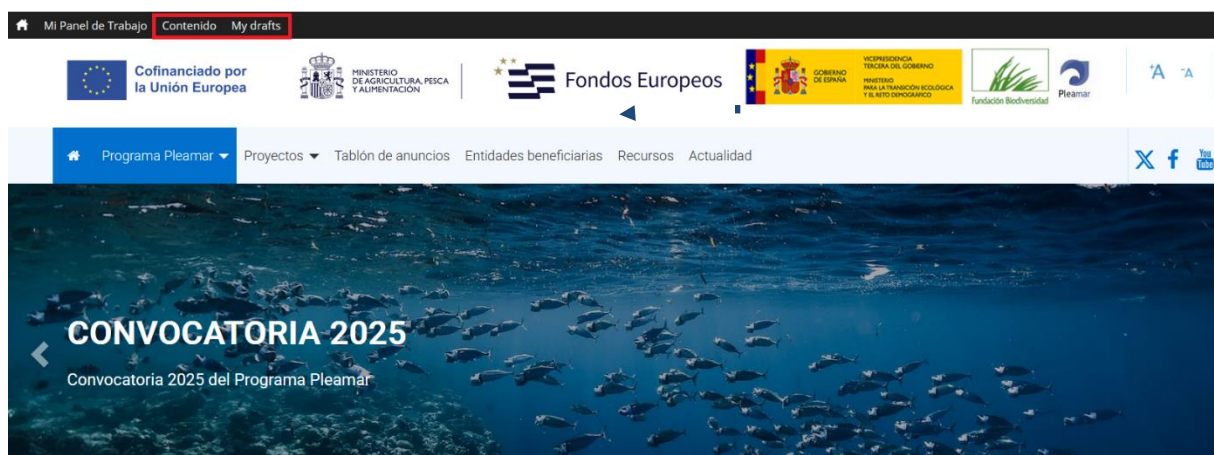 Mi Panel de Trabajo Contenido My drafts
Cofinanciado por
la Unión Europea
MINISTERIO
DE AGRICULTURA, PESCA
Y ALIMENTACIÓN
Fondos Europeos
GOBIERNO
DE ESPAÑA
VICEPRESIDENCIA
TERCERA DEL GOBIERNO
MINISTERIO
PARA LA TRANSICIÓN ECOLÓGICA
Y EL RETO DEMOGRÁFICO
Fundación Biodiversidad
Pleamar
+A -A
Programa Pleamar Proyectos Tablón de anuncios Entidades beneficiarias Recursos Actualidad
X f You
Tube
CONVOCATORIA 2025
Convocatoria 2025 del Programa Pleamar